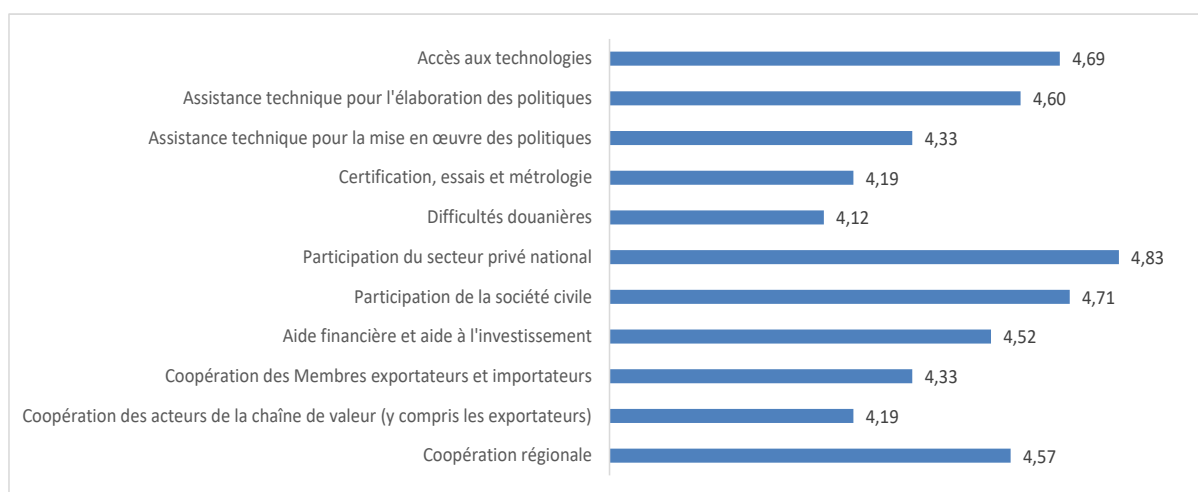 Accès aux technologies 4,69
Assistance technique pour l'élaboration des politiques 4,60
Assistance technique pour la mise en œuvre des politiques 4,33
Certification, essais et métrologie 4,19
Difficultés douanières 4,12
Participation du secteur privé national 4,83
Participation de la société civile 4,71
Aide financière et aide à l'investissement 4,52
Coopération des Membres exportateurs et importateurs 4,33
Coopération des acteurs de la chaîne de valeur (y compris les exportateurs) 4,19
Coopération régionale 4,57